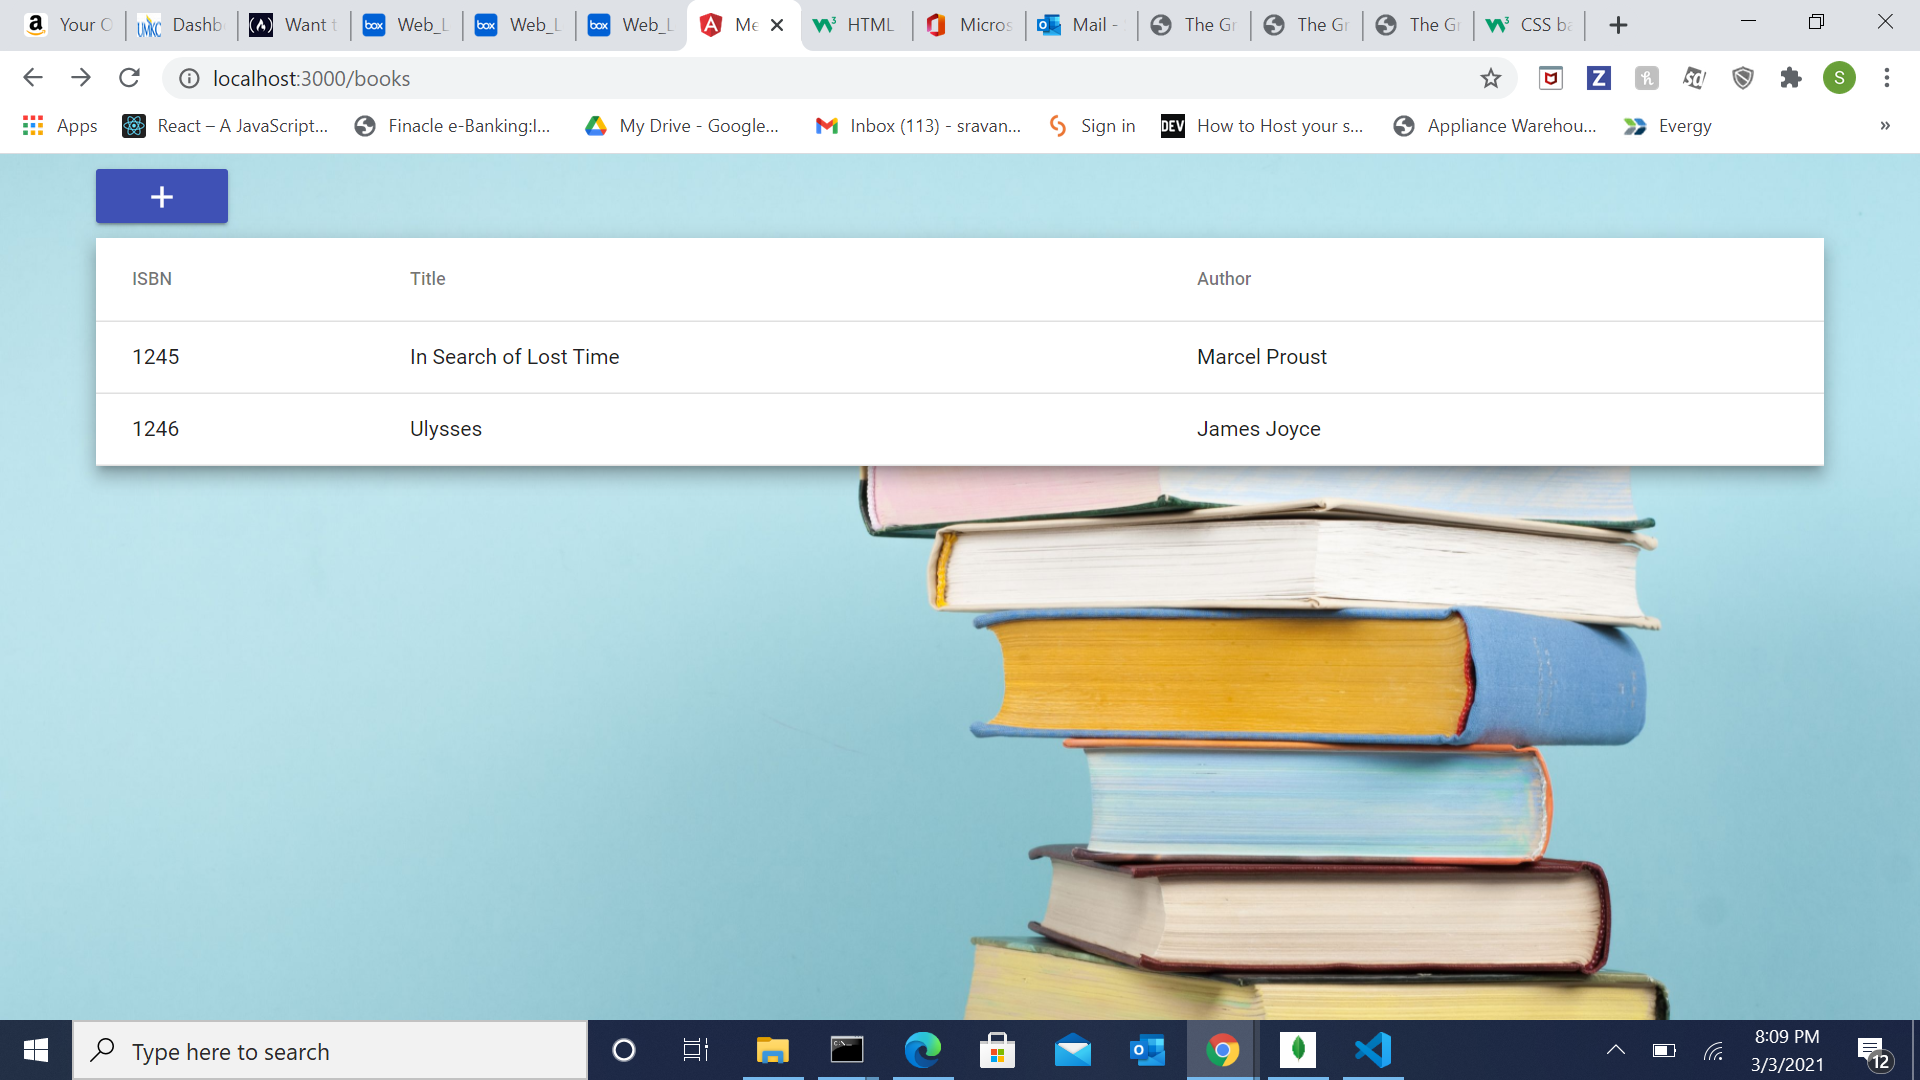 Your O
Dashb
Want t
Web_L
Web_L
Web_L
Me
HTML
Micros
Mail -
The Gr
The Gr
The Gr
CSS ba
localhost:3000/books
S
Apps
React – A JavaScript...
Finacle e-Banking:I...
My Drive - Google...
Inbox (113) - sravan...
Sign in
DEV How to Host your s...
Appliance Warehou...
Evergy
»
+
ISBN Title Author
1245 In Search of Lost Time Marcel Proust
1246 Ulysses James Joyce
Type here to search
8:09 PM
3/3/2021
12